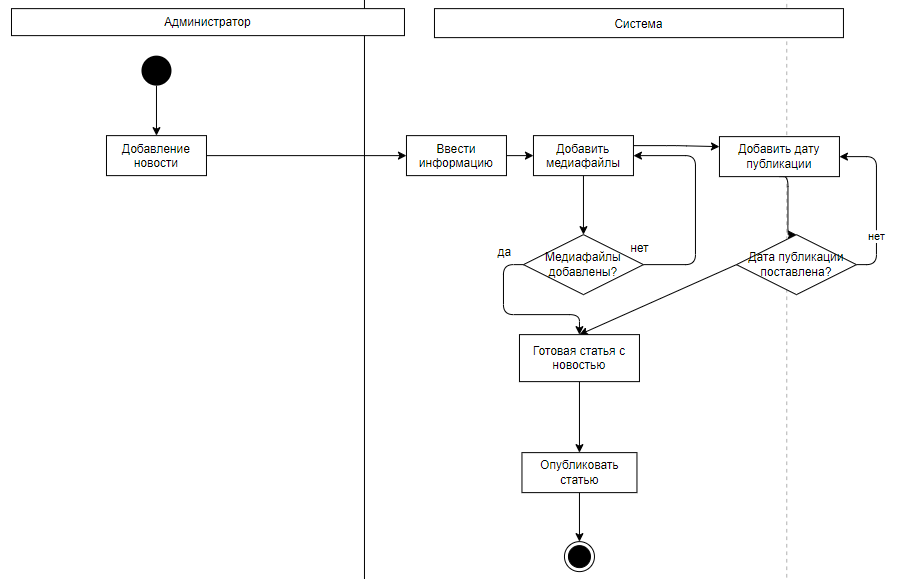 Администратор
Система
Добавление
новости
Ввести
информацию
Добавить
медиафайлы
Добавить дату
публикации
да
Медиафайлы
добавлены?
нет
Дата публикации
поставлена?
нет
Готовая статья с
новостью
Опубликовать
статью